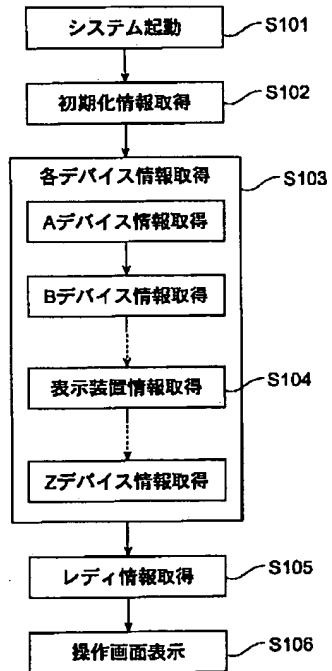 システム起動
S101
初期化情報取得
S102
各デバイス情報取得
S103
Aデバイス情報取得
Bデバイス情報取得
表示装置情報取得
S104
Zデバイス情報取得
レディ情報取得
S105
操作画面表示
S106